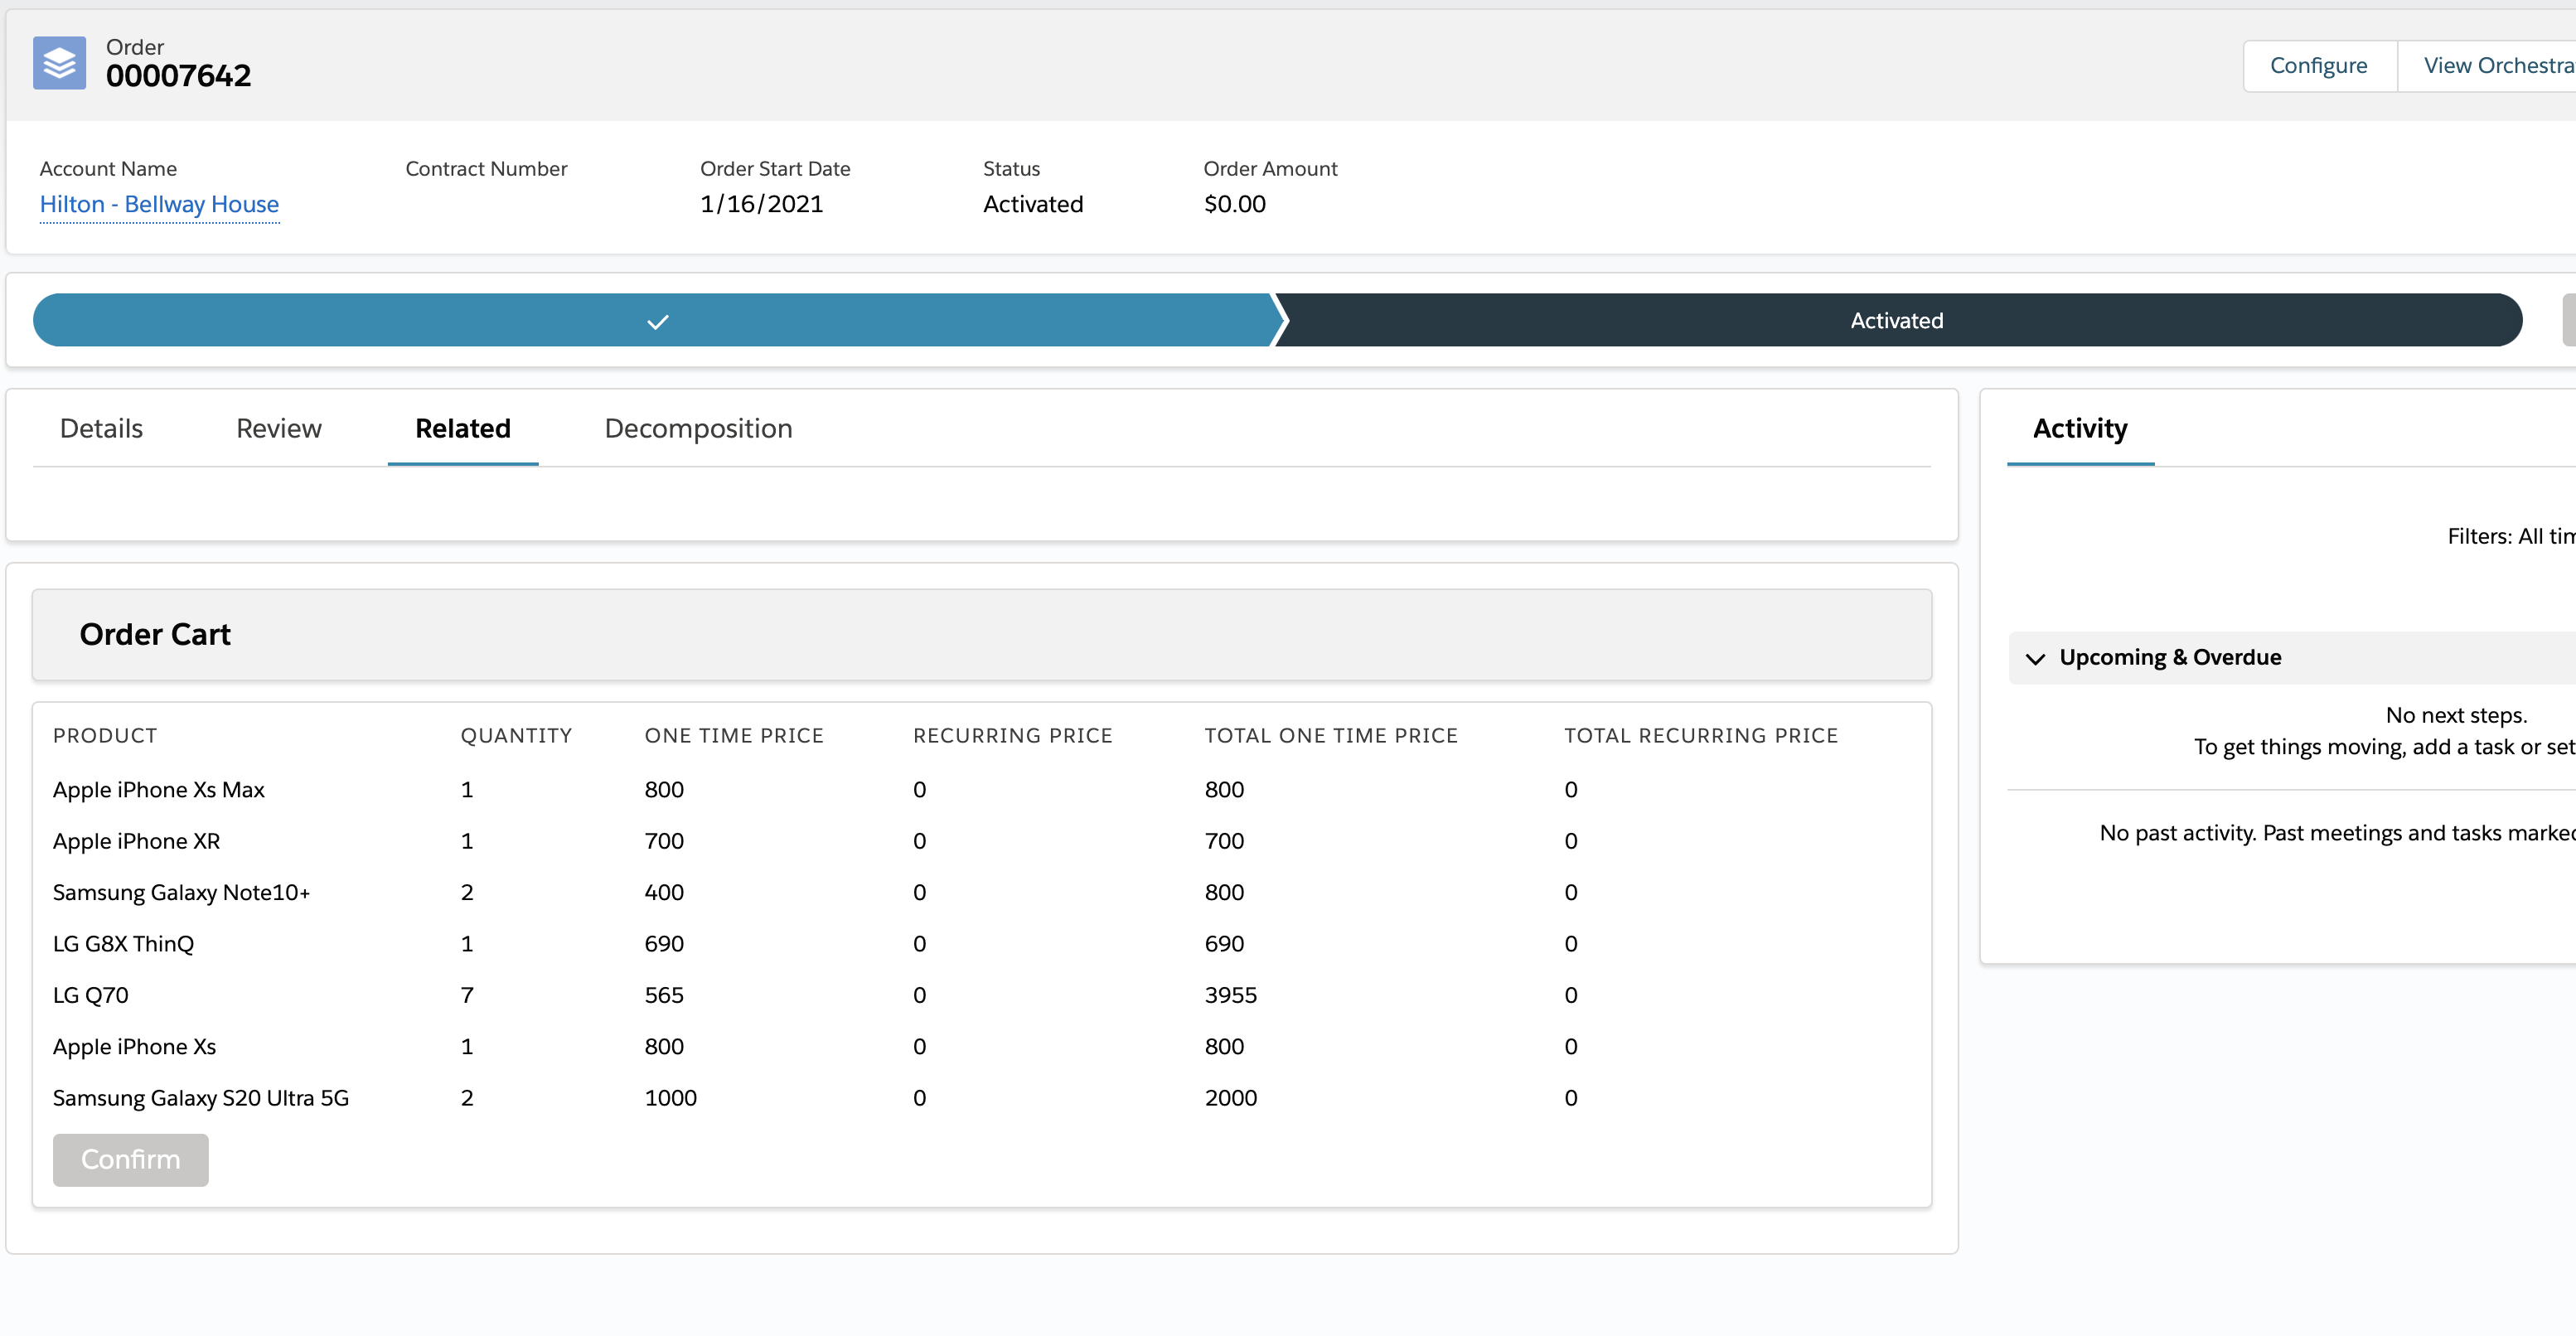 Order
00007642
Configure
View Orchestra
Account Name
Contract Number
Order Start Date
Status
Order Amount
Hilton - Bellway House
1/16/2021
Activated
$0.00
Activated
Details Review Related Decomposition
Activity
Filters: All tim
Order Cart
PRODUCT QUANTITY ONE TIME PRICE RECURRING PRICE TOTAL ONE TIME PRICE TOTAL RECURRING PRICE
Apple iPhone Xs Max 1 800 0 800 0
Apple iPhone XR 1 700 0 700 0
Samsung Galaxy Note10+ 2 400 0 800 0
LG G8X ThinQ 1 690 0 690 0
LG Q70 7 565 0 3955 0
Apple iPhone Xs 1 800 0 800 0
Samsung Galaxy S20 Ultra 5G 2 1000 0 2000 0
Confirm
Upcoming & Overdue
No next steps.
To get things moving, add a task or set
No past activity. Past meetings and tasks marked